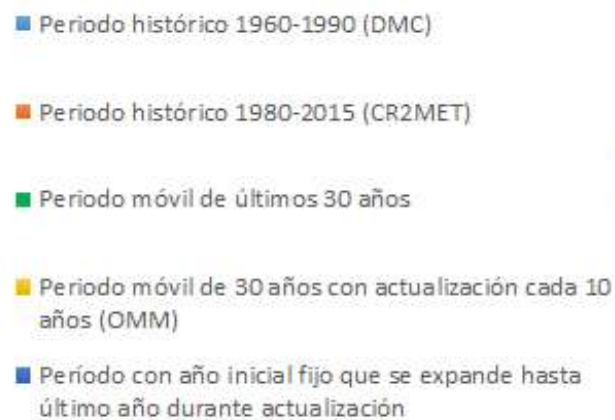 Periodo histórico 1960-1990 (DMC)
Periodo histórico 1980-2015 (CR2MET)
Periodo móvil de últimos 30 años
Periodo móvil de 30 años con actualización cada 10
años (OMM)
Período con año inicial fijo que se expande hasta
último año durante actualización